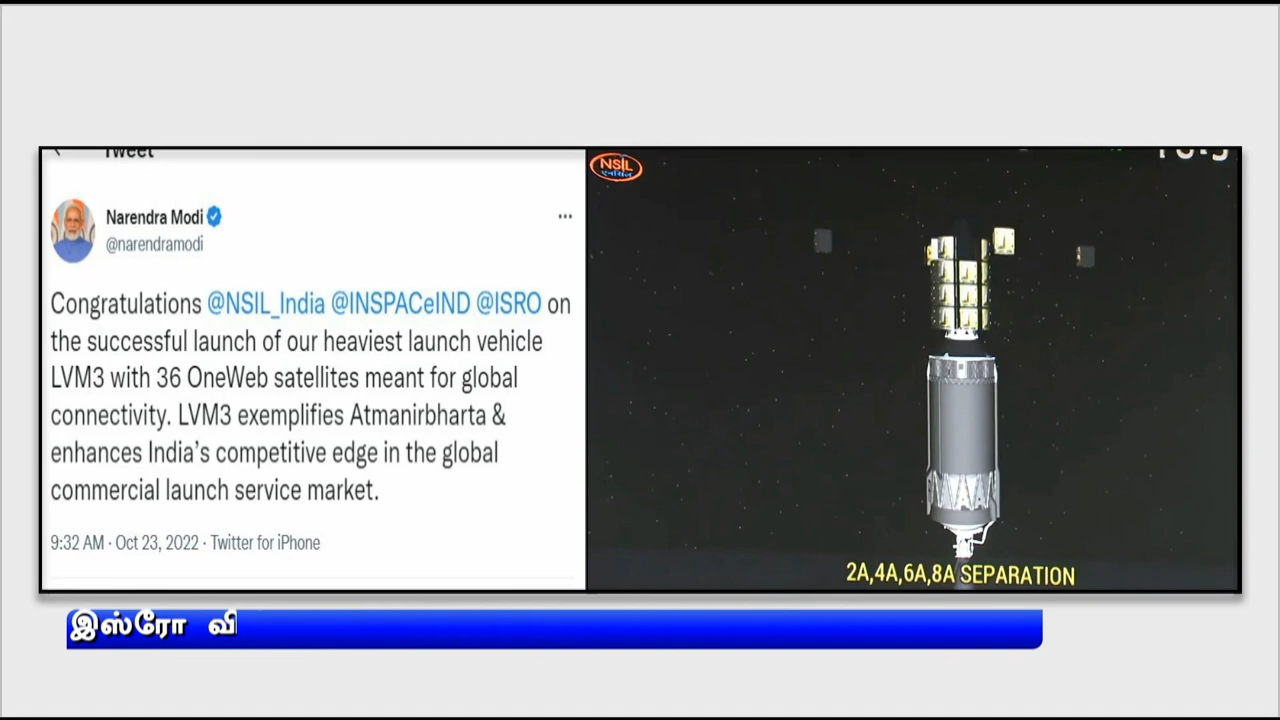 Tweet
Narendra Modi
@narendramodi
Congratulations @NSIL_India @INSPACeIND @ISRO on
the successful launch of our heaviest launch vehicle
LVM3 with 36 OneWeb satellites meant for global
connectivity. LVM3 exemplifies Atmanirbharta &
enhances India's competitive edge in the global
commercial launch service market.
9:32 AM · Oct 23, 2022 · Twitter for iPhone
NSIL
एनसिल
2A,4A,6A,8A SEPARATION
இஸ்ரோ வி